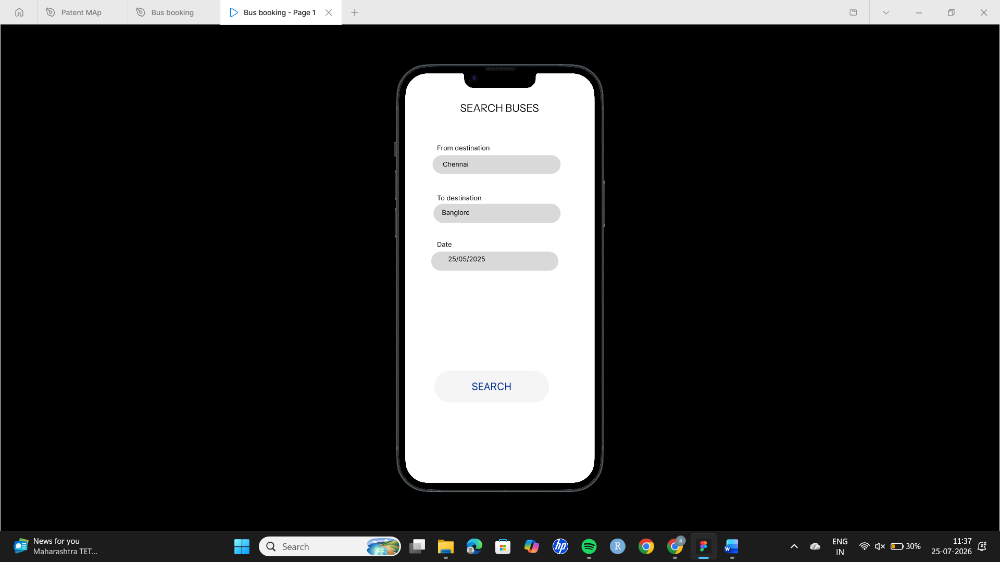 Patent MAp
Bus booking
Bus booking - Page 1
SEARCH BUSES
From destination
Chennai
To destination
Banglore
Date
25/05/2025
SEARCH
News for you
Maharashtra TET...
Search
hp
R
a
W
ENG
IN
30%
11:37
25-07-2026